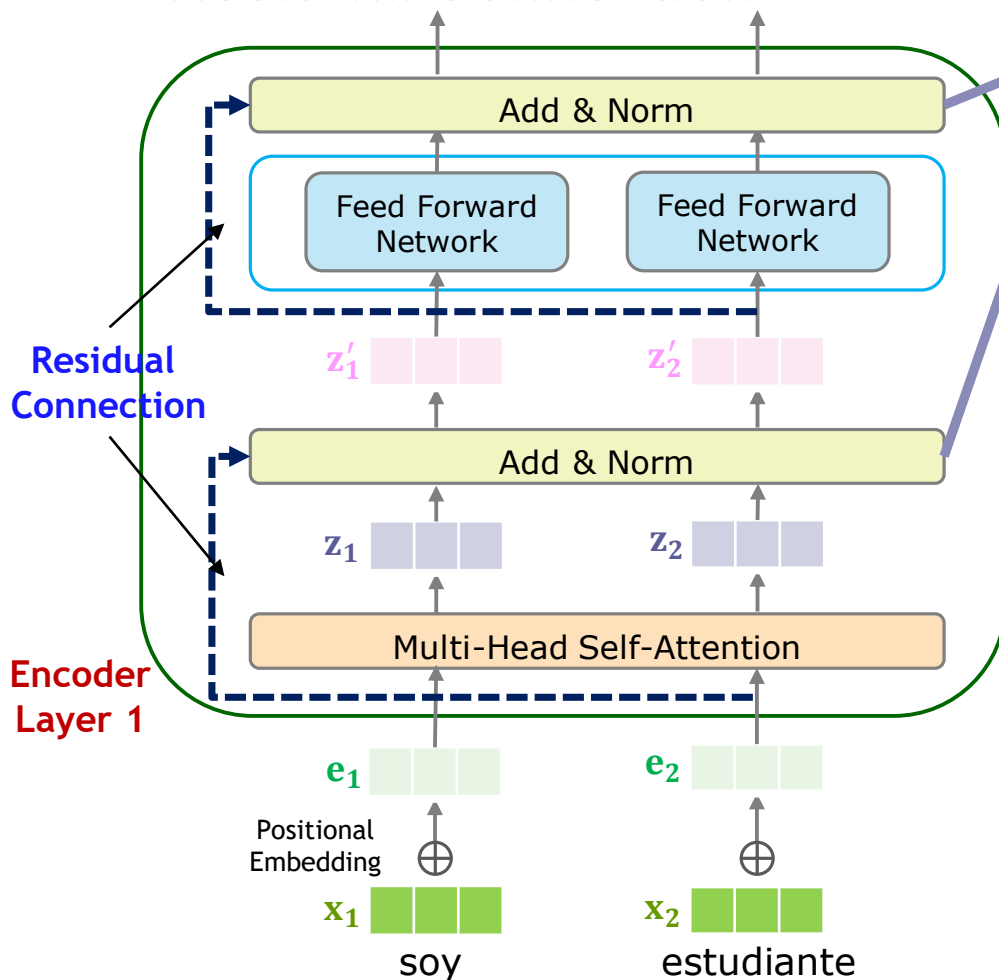 Add & Norm
Feed Forward
Network
Feed Forward
Network
z′₁
z′₂
Residual
Connection
Add & Norm
z₁
z₂
Multi-Head Self-Attention
Encoder
Layer 1
e₁
e₂
Positional
Embedding
x₁
x₂
soy
estudiante